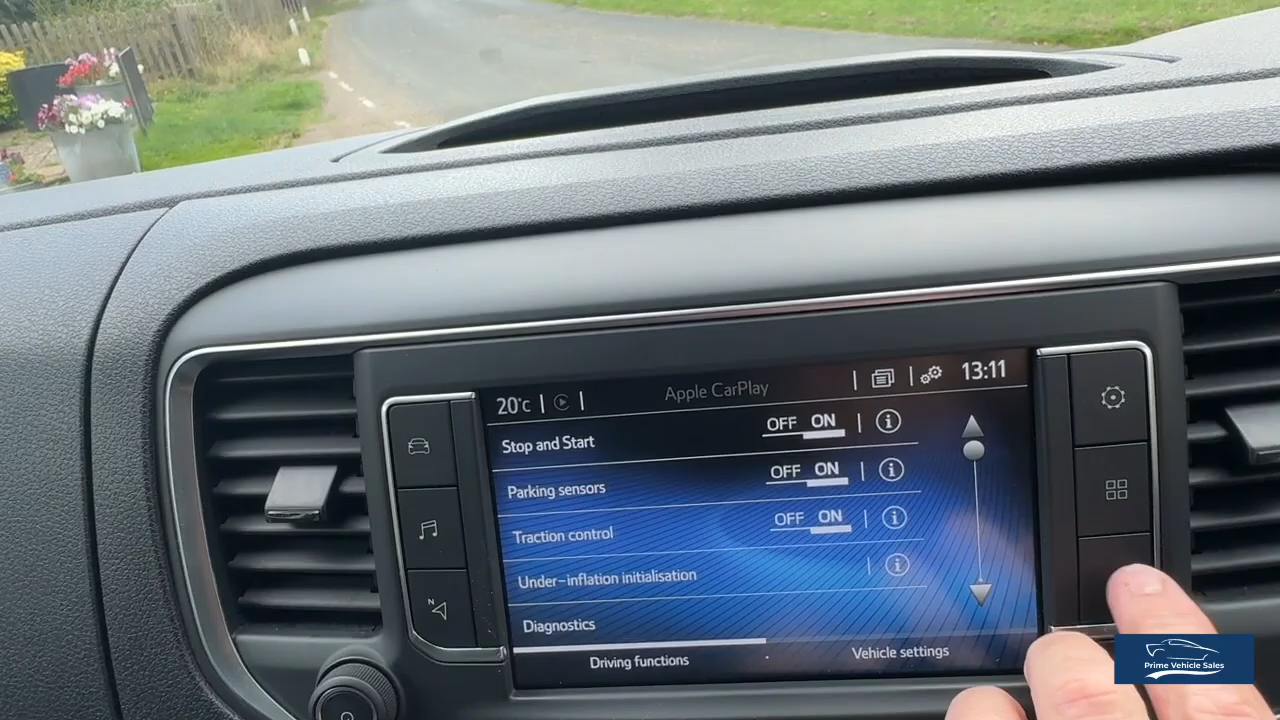 20°c
Apple CarPlay
13:11
Stop and Start
OFF ON
Parking sensors
OFF ON
Traction control
OFF ON
Under-inflation initialisation
Diagnostics
Driving functions
Vehicle settings
N
Prime Vehicle Sales